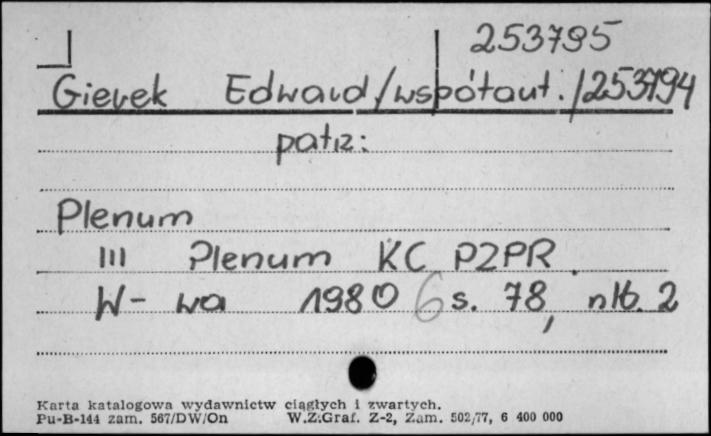 253795
Gierek Edward /współaut./ 253794
patrz:
Plenum
III Plenum KC PZPR.
W-wa 1980 6 s. 78, nlb. 2
Karta katalogowa wydawnictw ciągłych i zwartych.
Pu-B-144 zam. 567/DW/On W.Z.Graf. Z-2, Zam. 502/77, 6 400 000